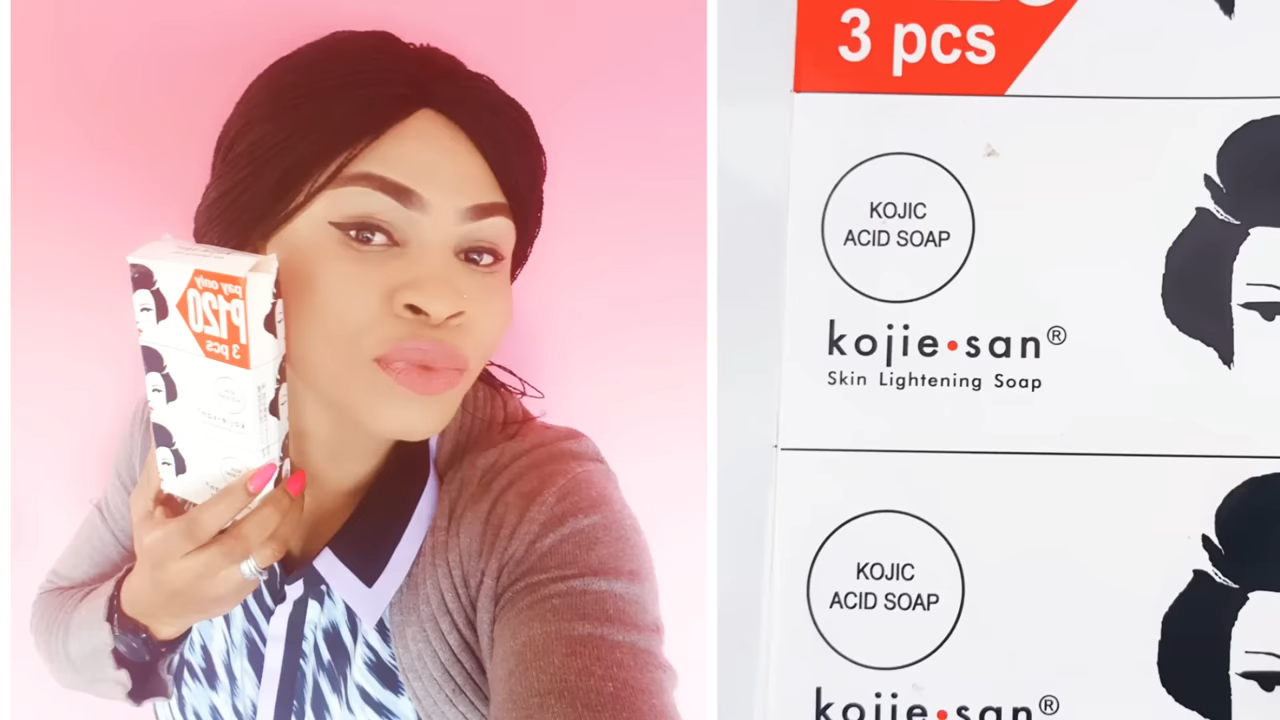 pay only
P120
3 pcs
3 pcs
KOJIC
ACID SOAP
kojie•san®
Skin Lightening Soap
KOJIC
ACID SOAP
kojie•san®